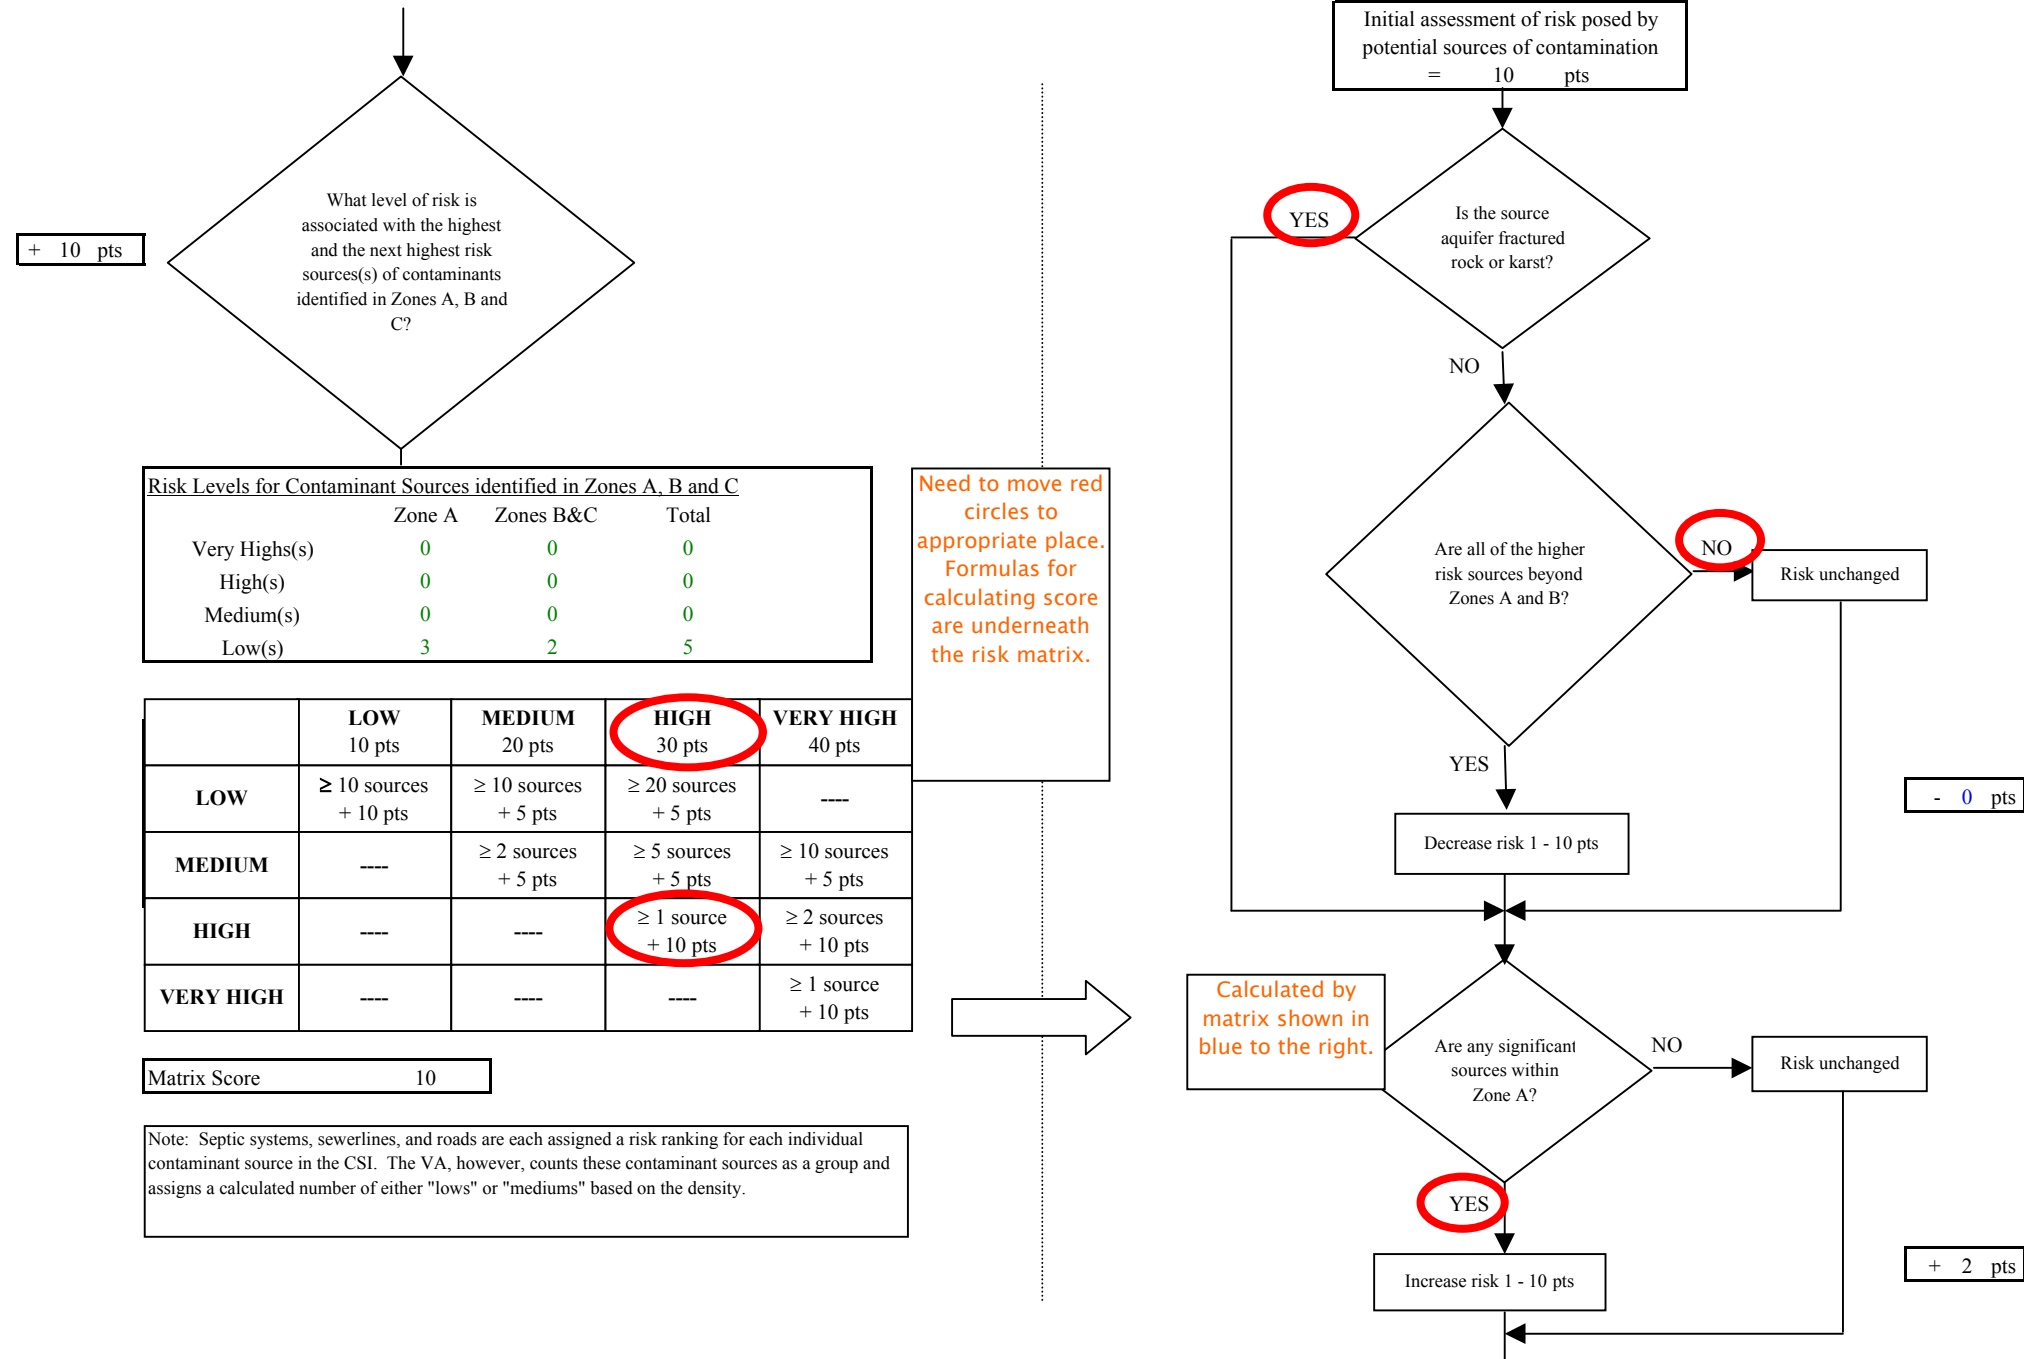 + 10 pts
What level of risk is
associated with the highest
and the next highest risk
sources(s) of contaminants
identified in Zones A, B and
C?
Risk Levels for Contaminant Sources identified in Zones A, B and C
Zone A Zones B&C Total
Very Highs(s) 0 0 0
High(s) 0 0 0
Medium(s) 0 0 0
Low(s) 3 2 5
LOW MEDIUM HIGH VERY HIGH
10 pts 20 pts 30 pts 40 pts
LOW ≥ 10 sources ≥ 10 sources ≥ 20 sources ----
+ 10 pts + 5 pts + 5 pts
MEDIUM ---- ≥ 2 sources ≥ 5 sources ≥ 10 sources
+ 5 pts + 5 pts + 5 pts
HIGH ---- ---- ≥ 1 source ≥ 2 sources
+ 10 pts + 10 pts
VERY HIGH ---- ---- ---- ≥ 1 source
+ 10 pts
Matrix Score 10
Note: Septic systems, sewerlines, and roads are each assigned a risk ranking for each individual
contaminant source in the CSI. The VA, however, counts these contaminant sources as a group and
assigns a calculated number of either "lows" or "mediums" based on the density.
Need to move red
circles to
appropriate place.
Formulas for
calculating score
are underneath
the risk matrix.
Initial assessment of risk posed by
potential sources of contamination
= 10 pts
YES
Is the source
aquifer fractured
rock or karst?
NO
Are all of the higher
risk sources beyond
Zones A and B?
NO
Risk unchanged
YES
- 0 pts
Decrease risk 1 - 10 pts
Calculated by
matrix shown in
blue to the right.
Are any significant
sources within
Zone A?
NO
Risk unchanged
YES
+ 2 pts
Increase risk 1 - 10 pts